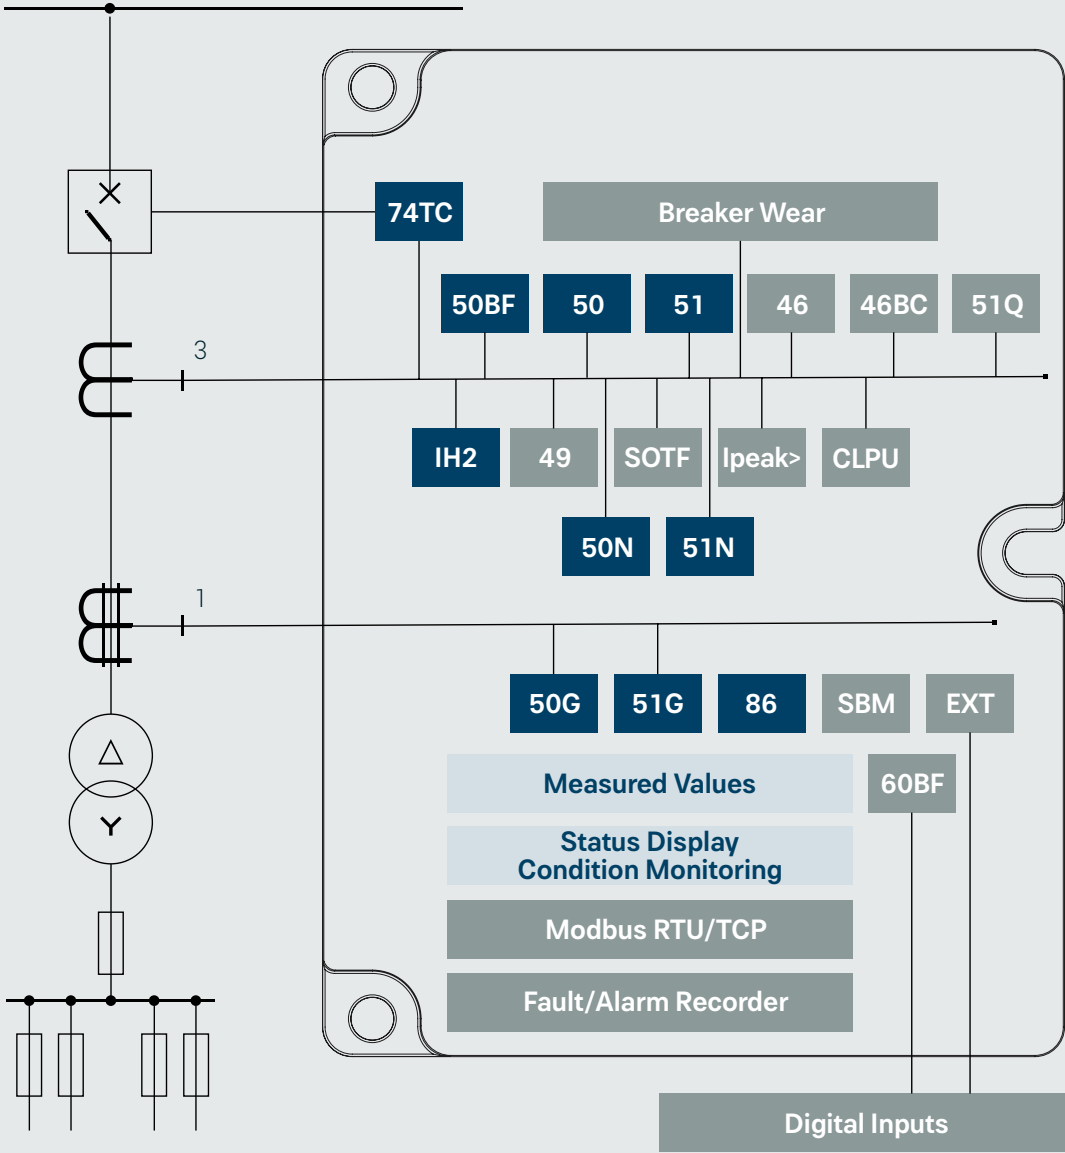 74TC
Breaker Wear
50BF
50
51
46
46BC
51Q
3
IH2
49
SOTF
Ipeak>
CLPU
50N
51N
1
50G
51G
86
SBM
EXT
Measured Values
60BF
Status Display
Condition Monitoring
Modbus RTU/TCP
Fault/Alarm Recorder
Digital Inputs